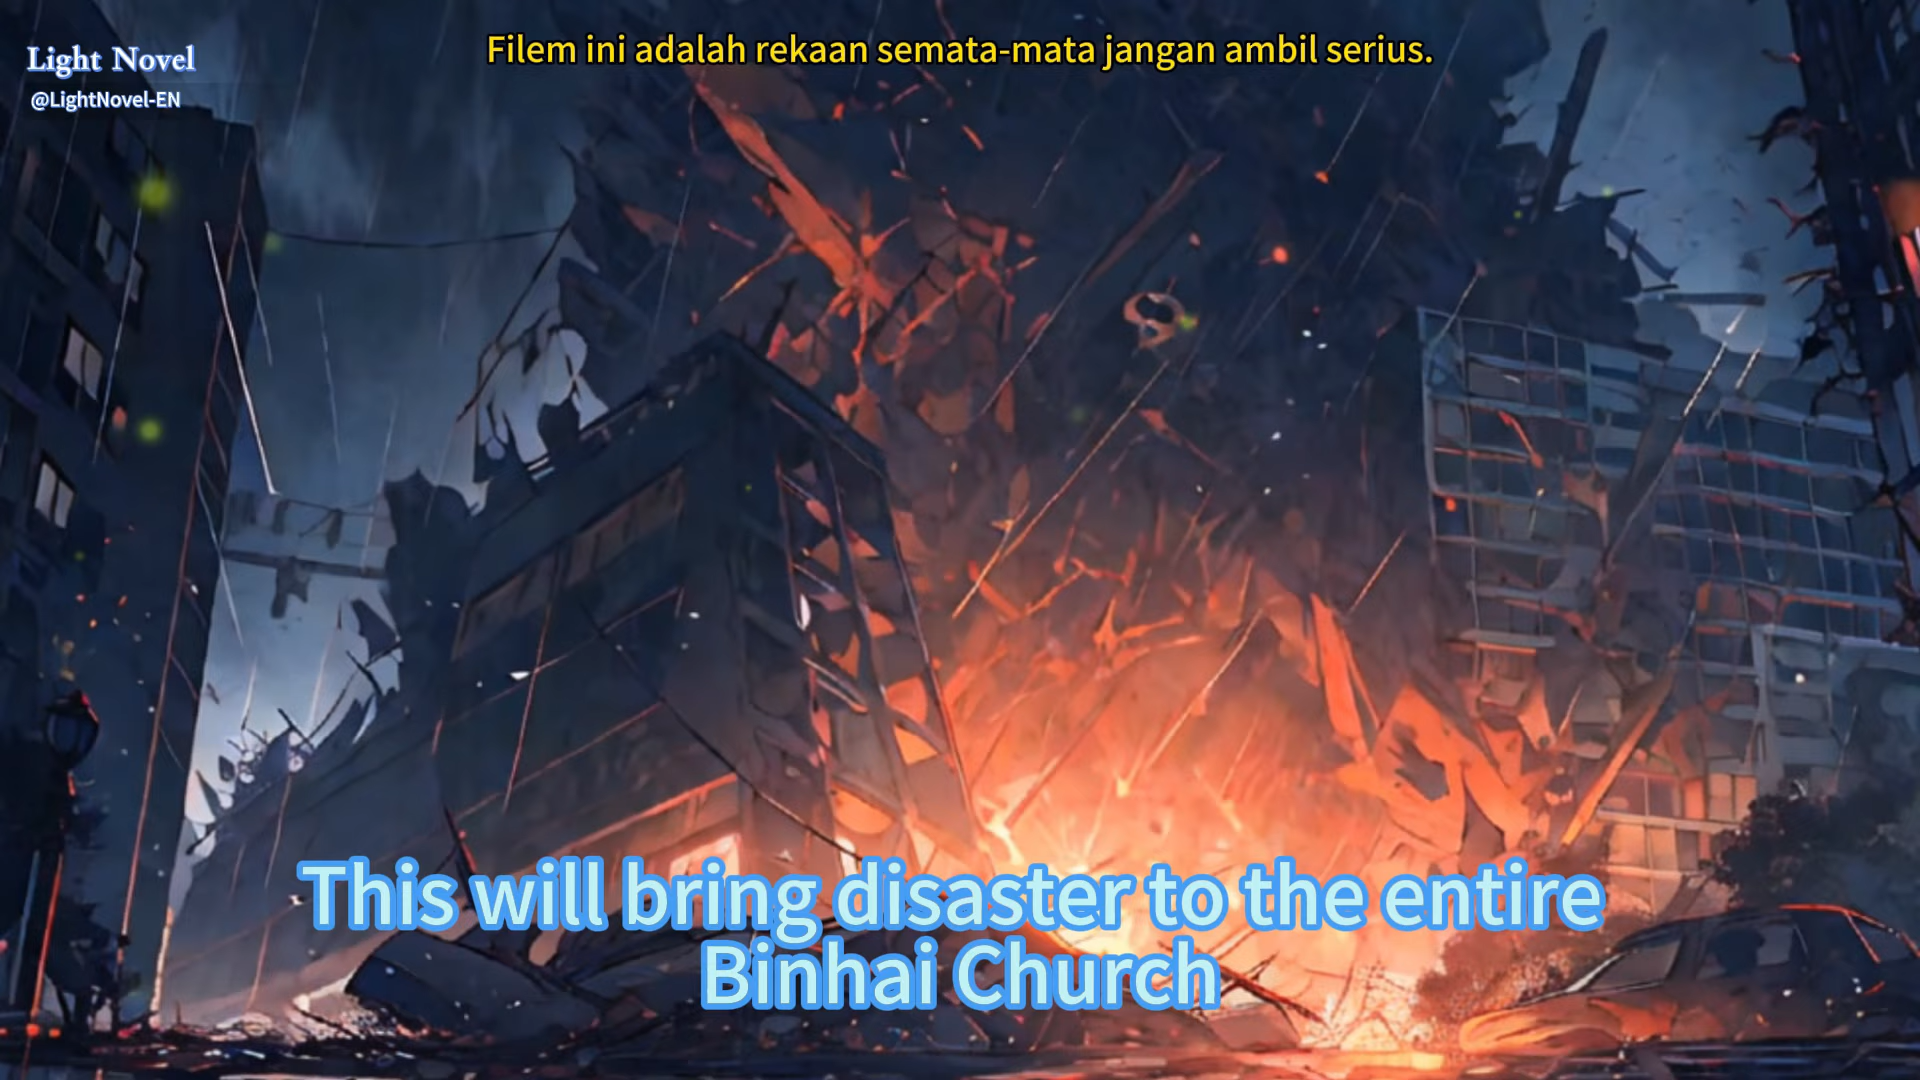 Light Novel
@LightNovel-EN
Filem ini adalah rekaan semata-mata jangan ambil serius.
This will bring disaster to the entire
Binhai Church